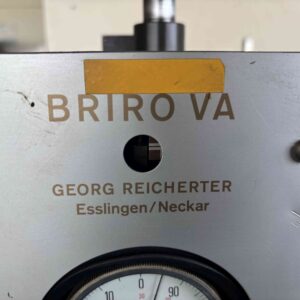 BRIRO VA
GEORG REICHERTER
Esslingen/Neckar
10 0 90